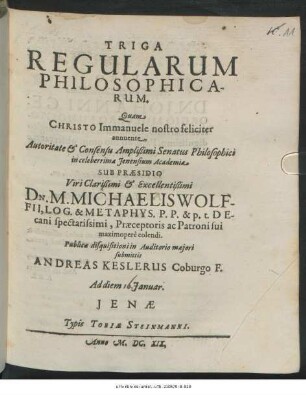 TRIGA
REGULARUM
PHILOSOPHICA-
RUM,
Quam
CHRISTO Immanuele nostro feliciter
annuente
Autoritate & Consensu Amplissimi Senatus Philosophici
in celeberrima Jenensium Academia
SUB PRÆSIDIO
Viri Clarissimi & Excellentissimi
DN. M. MICHAELIS WOLF-
FII, LOG. & METAPHYS. P. P. & p. t. DE-
cani spectatissimi, Præceptoris ac Patroni sui
maximoperè colendi.
Publicæ disquisitioni in Auditorio majori
submittit
ANDREAS KESLERUS Coburgo F.
Ad diem 16. Januar.
JENÆ
Typis TOBIÆ STEINMANNI.
Anno M. DC. XIX.